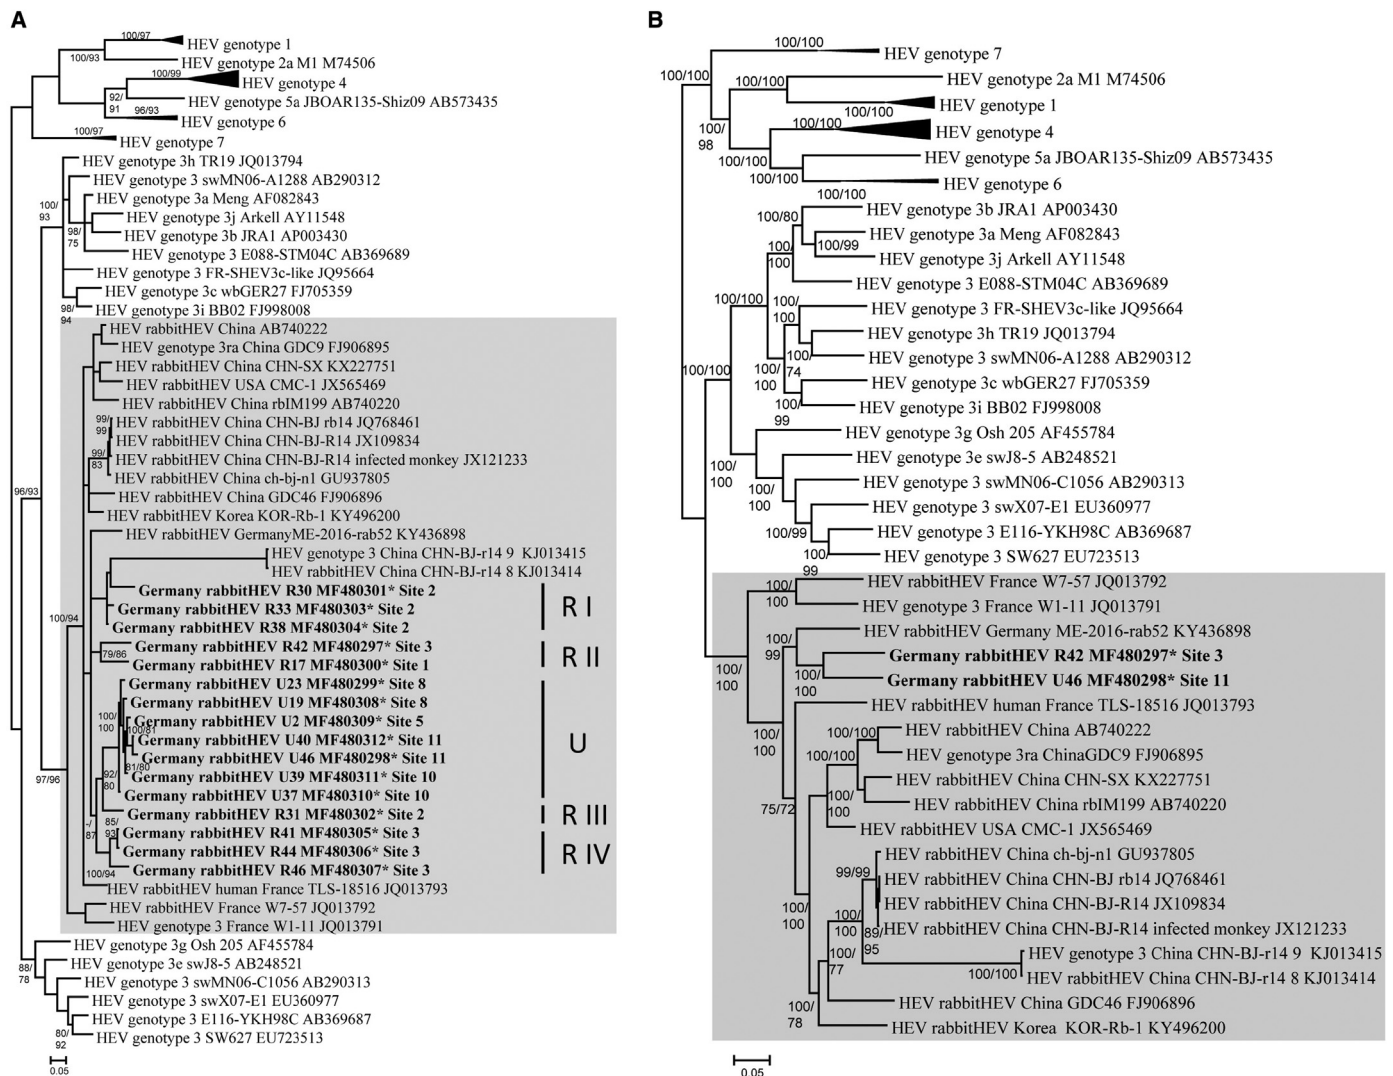 A
100/97
HEV genotype 1
100/93
HEV genotype 2a M1 M74506
100/99
HEV genotype 4
92/
91
HEV genotype 5a JBOAR135-Shiz09 AB573435
96/93
HEV genotype 6
100/97
HEV genotype 7
HEV genotype 3h TR19 JQ013794
HEV genotype 3 swMN06-A1288 AB290312
HEV genotype 3a Meng AF082843
100/
93
HEV genotype 3j Arkell AY11548
98/
75
HEV genotype 3b JRA1 AP003430
HEV genotype 3 E088-STM04C AB369689
HEV genotype 3 FR-SHEV3c-like JQ95664
HEV genotype 3c wbGER27 FJ705359
98/
94
HEV genotype 3i BB02 FJ998008
HEV rabbitHEV China AB740222
HEV genotype 3ra China GDC9 FJ906895
HEV rabbitHEV China CHN-SX KX227751
HEV rabbitHEV USA CMC-1 JX565469
HEV rabbitHEV China rbIM199 AB740220
99/
99
HEV rabbitHEV China CHN-BJ rb14 JQ768461
HEV rabbitHEV China CHN-BJ-R14 JX109834
99/
83
HEV rabbitHEV China CHN-BJ-R14 infected monkey JX121233
HEV rabbitHEV China ch-bj-n1 GU937805
96/93
HEV rabbitHEV China GDC46 FJ906896
HEV rabbitHEV Korea KOR-Rb-1 KY496200
HEV rabbitHEV GermanyME-2016-rab52 KY436898
HEV genotype 3 China CHN-BJ-r14 9 KJ013415
HEV rabbitHEV China CHN-BJ-r14 8 KJ013414
Germany rabbitHEV R30 MF480301* Site 2
Germany rabbitHEV R33 MF480303* Site 2
R I
100/94
Germany rabbitHEV R38 MF480304* Site 2
Germany rabbitHEV R42 MF480297* Site 3
79/86
R II
Germany rabbitHEV R17 MF480300* Site 1
Germany rabbitHEV U23 MF480299* Site 8
Germany rabbitHEV U19 MF480308* Site 8
100/
100
Germany rabbitHEV U2 MF480309* Site 5
100/81
Germany rabbitHEV U40 MF480312* Site 11
U
Germany rabbitHEV U46 MF480298* Site 11
81/80
97/96
92/
80
Germany rabbitHEV U39 MF480311* Site 10
Germany rabbitHEV U37 MF480310* Site 10
Germany rabbitHEV R31 MF480302* Site 2
R III
-/
87
85/
93
Germany rabbitHEV R41 MF480305* Site 3
Germany rabbitHEV R44 MF480306* Site 3
R IV
100/94
Germany rabbitHEV R46 MF480307* Site 3
HEV rabbitHEV human France TLS-18516 JQ013793
HEV rabbitHEV France W7-57 JQ013792
HEV genotype 3 France W1-11 JQ013791
HEV genotype 3g Osh 205 AF455784
88/
78
HEV genotype 3e swJ8-5 AB248521
HEV genotype 3 swMN06-C1056 AB290313
HEV genotype 3 swX07-E1 EU360977
HEV genotype 3 E116-YKH98C AB369687
80/
92
HEV genotype 3 SW627 EU723513
0.05
B
100/100
HEV genotype 7
100/100
100/100
HEV genotype 2a M1 M74506
100/100
HEV genotype 1
100/
98
100/100
HEV genotype 4
100/100
HEV genotype 5a JBOAR135-Shiz09 AB573435
100/100
HEV genotype 6
100/100
HEV genotype 3b JRA1 AP003430
100/80
HEV genotype 3a Meng AF082843
100/99
100/
100
HEV genotype 3j Arkell AY11548
HEV genotype 3 E088-STM04C AB369689
100/100
100/
100
HEV genotype 3 FR-SHEV3c-like JQ95664
HEV genotype 3h TR19 JQ013794
100/
74
HEV genotype 3 swMN06-A1288 AB290312
100/100
100/
100
HEV genotype 3c wbGER27 FJ705359
100/
99
HEV genotype 3i BB02 FJ998008
HEV genotype 3g Osh 205 AF455784
HEV genotype 3e swJ8-5 AB248521
100/
100
HEV genotype 3 swMN06-C1056 AB290313
100/
100
HEV genotype 3 swX07-E1 EU360977
100/99
HEV genotype 3 E116-YKH98C AB369687
100/
99
HEV genotype 3 SW627 EU723513
HEV rabbitHEV France W7-57 JQ013792
100/
100
HEV genotype 3 France W1-11 JQ013791
HEV rabbitHEV Germany ME-2016-rab52 KY436898
100/
99
Germany rabbitHEV R42 MF480297* Site 3
100/
100
100/
100
Germany rabbitHEV U46 MF480298* Site 11
HEV rabbitHEV human France TLS-18516 JQ013793
HEV rabbitHEV China AB740222
100/100
100/
100
HEV genotype 3ra ChinaGDC9 FJ906895
100/100
HEV rabbitHEV China CHN-SX KX227751
100/
100
HEV rabbitHEV China rbIM199 AB740220
75/72
HEV rabbitHEV USA CMC-1 JX565469
HEV rabbitHEV China ch-bj-n1 GU937805
99/99
HEV rabbitHEV China CHN-BJ rb14 JQ768461
HEV rabbitHEV China CHN-BJ-R14 JX109834
100/
100
100/
100
HEV rabbitHEV China CHN-BJ-R14 infected monkey JX121233
89/
95
HEV genotype 3 China CHN-BJ-r14 9 KJ013415
100/
77
100/100
HEV rabbitHEV China CHN-BJ-r14 8 KJ013414
HEV rabbitHEV China GDC46 FJ906896
100/
78
HEV rabbitHEV Korea KOR-Rb-1 KY496200
0.05